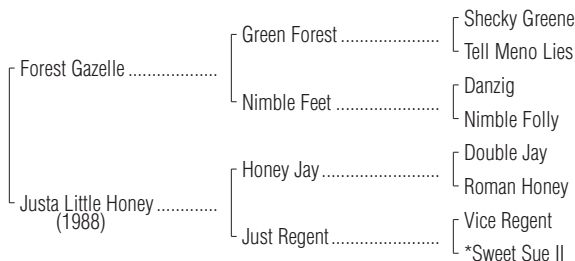 Shecky Greene
Green Forest ....................
Tell Meno Lies
Forest Gazelle ..................
Danzig
Nimble Feet .....................
Nimble Folly
Double Jay
Honey Jay ........................
Roman Honey
Justa Little Honey ............
(1988)
Vice Regent
Just Regent ......................
*Sweet Sue II